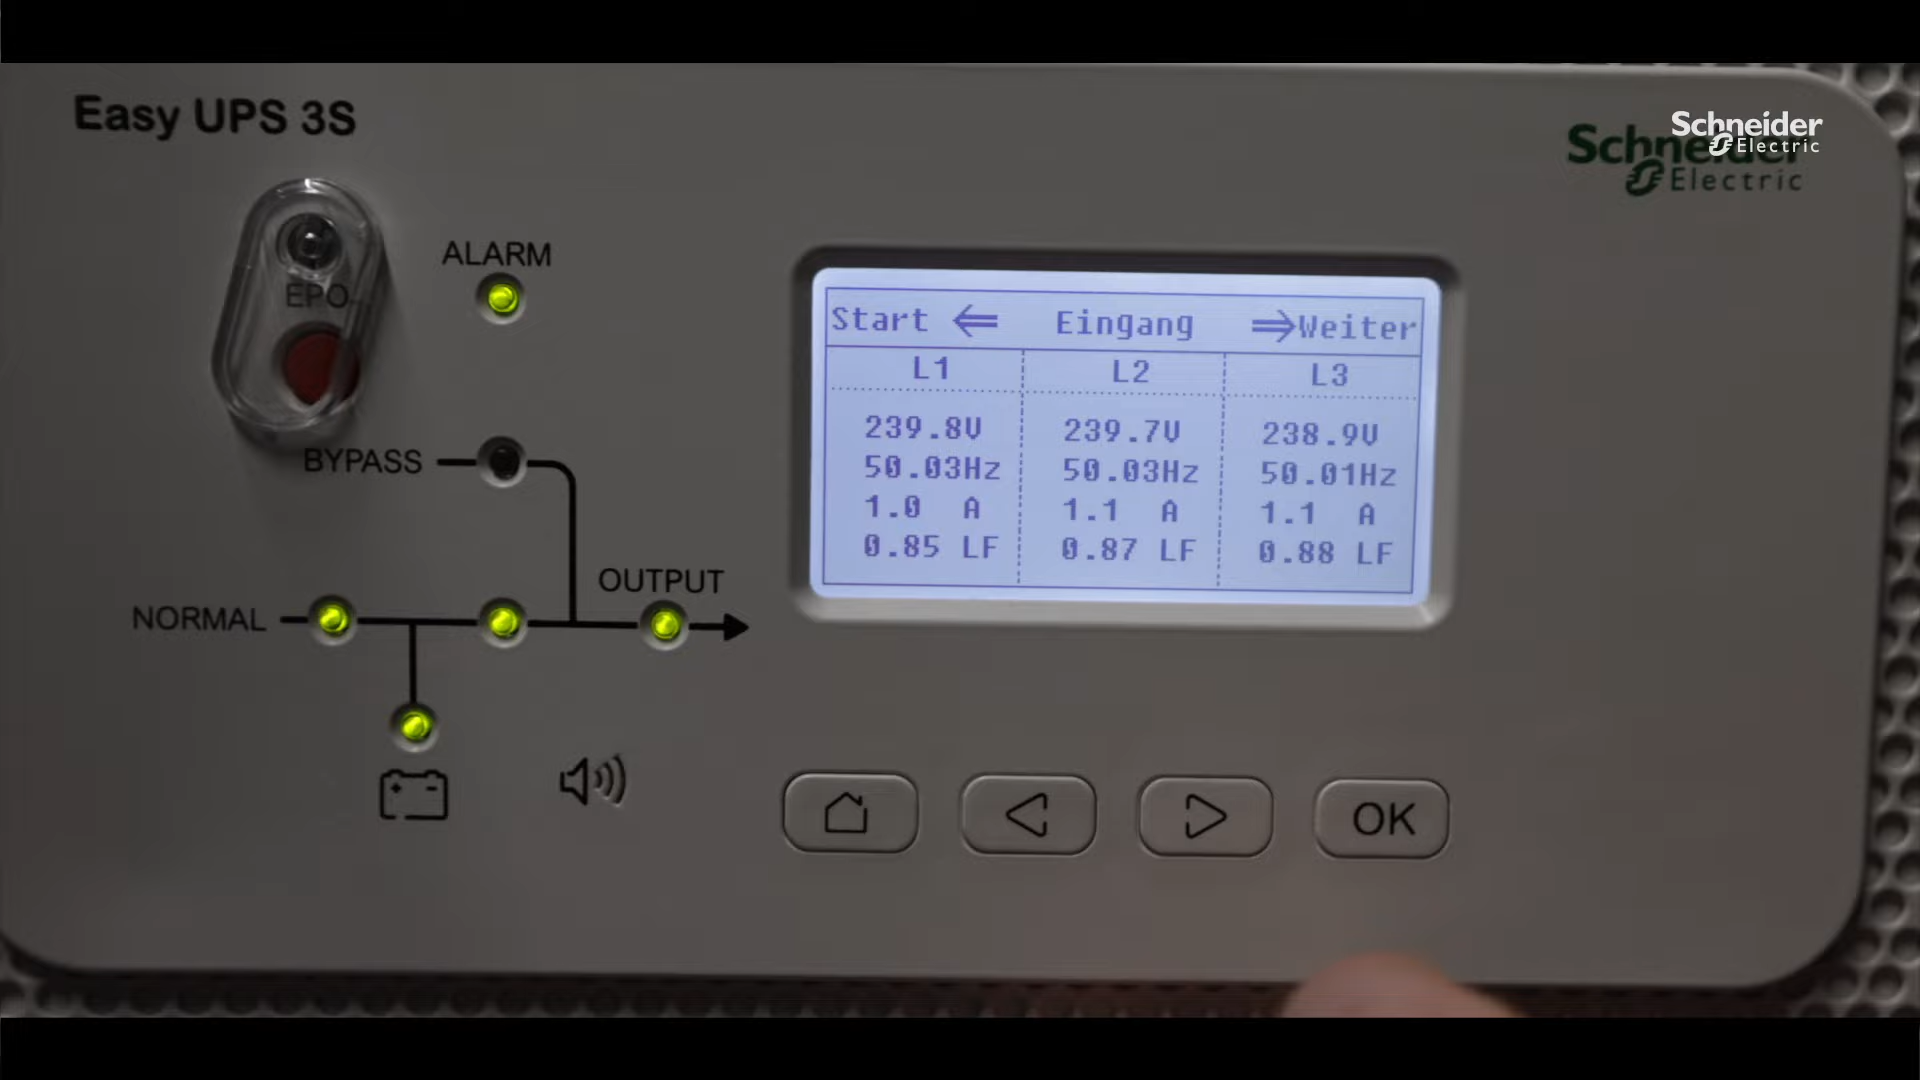 Easy UPS 3S
Schneider
Electric
Schneider
Electric
EPO
ALARM
BYPASS
NORMAL
OUTPUT
Start ⇐ Eingang ⇒Weiter
L1 L2 L3
239.8V 239.7V 238.9V
50.03Hz 50.03Hz 50.01Hz
1.0 A 1.1 A 1.1 A
0.85 LF 0.87 LF 0.88 LF
OK